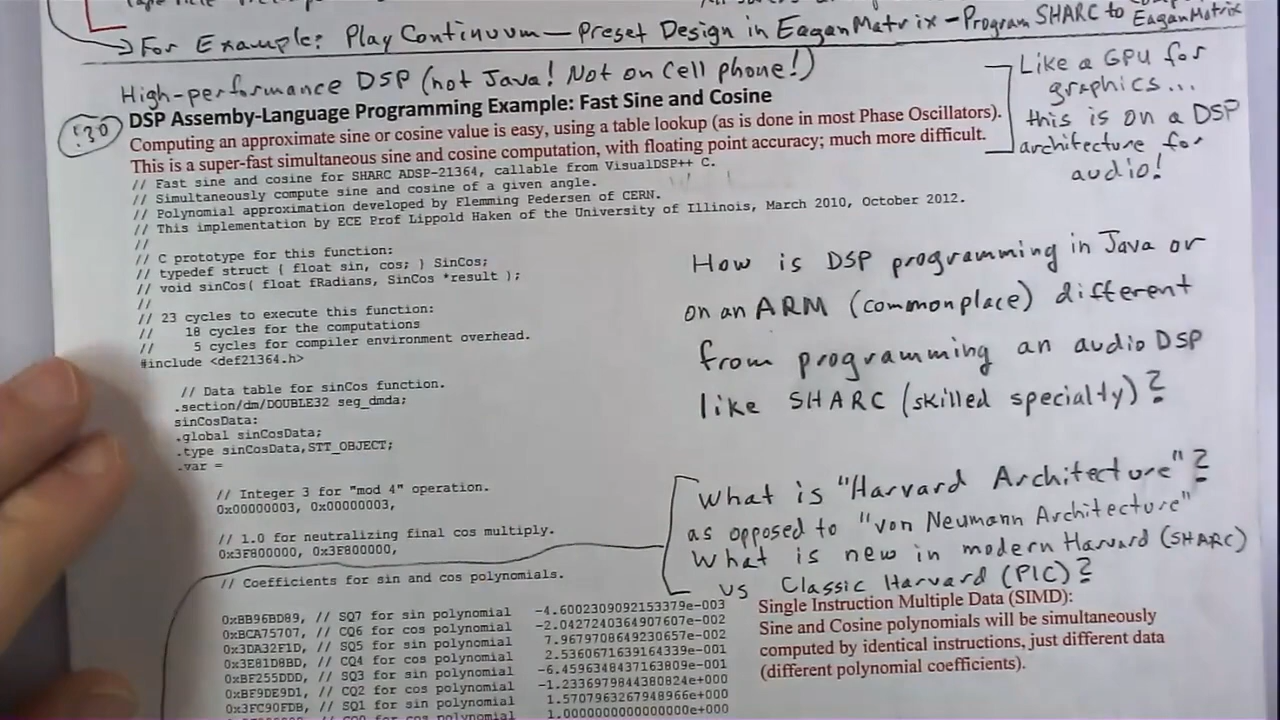 For Example: Play Continuum — Preset Design in EaganMatrix - Program SHARC to
EaganMatrix
High-performance DSP (not Java! Not on Cell phone!)
DSP Assemby-Language Programming Example: Fast Sine and Cosine
:30
Computing an approximate sine or cosine value is easy, using a table lookup (as is done in most Phase Oscillators).
This is a super-fast simultaneous sine and cosine computation, with floating point accuracy; much more difficult.
Like a GPU for
graphics...
this is on a DSP
architecture for
audio!
// Fast sine and cosine for SHARC ADSP-21364, callable from VisualDSP++ C.
// Simultaneously compute sine and cosine of a given angle.
// Polynomial approximation developed by Flemming Pedersen of CERN.
// This implementation by ECE Prof Lippold Haken of the University of Illinois, March 2010, October 2012.
//
// C prototype for this function:
// typedef struct { float sin, cos; } SinCos;
// void sinCos( float fRadians, SinCos *result );
//
// 23 cycles to execute this function:
// 18 cycles for the computations
// 5 cycles for compiler environment overhead.
#include <def21364.h>
How is DSP programming in Java or
on an ARM (commonplace) different
from programming an audio DSP
like SHARC (skilled specialty)?
// Data table for sinCos function.
.section/dm/DOUBLE32 seg_dmda;
sinCosData:
.global sinCosData;
.type sinCosData,STT_OBJECT;
.var =
// Integer 3 for "mod 4" operation.
0x00000003, 0x00000003,
// 1.0 for neutralizing final cos multiply.
0x3F800000, 0x3F800000,
What is "Harvard Architecture"?
as opposed to "von Neumann Architecture"
What is new in modern Harvard (SHARC)
vs Classic Harvard (PIC)?
// Coefficients for sin and cos polynomials.
0xBB96BD89, // SQ7 for sin polynomial -4.6002309092153379e-003
0xBCA75707, // CQ6 for cos polynomial -2.0427240364907607e-002
0x3DA32F1D, // SQ5 for sin polynomial 7.9679708649230657e-002
0x3E81D8BD, // CQ4 for cos polynomial 2.5360671639164339e-001
0xBF255DDD, // SQ3 for sin polynomial -6.4596348437163809e-001
0xBF9DE9D1, // CQ2 for cos polynomial -1.2336979844380824e+000
0x3FC90FDB, // SQ1 for sin polynomial 1.5707963267948966e+000
// CQ0 for cos polynomial 1.0000000000000000e+000
Single Instruction Multiple Data (SIMD):
Sine and Cosine polynomials will be simultaneously
computed by identical instructions, just different data
(different polynomial coefficients).